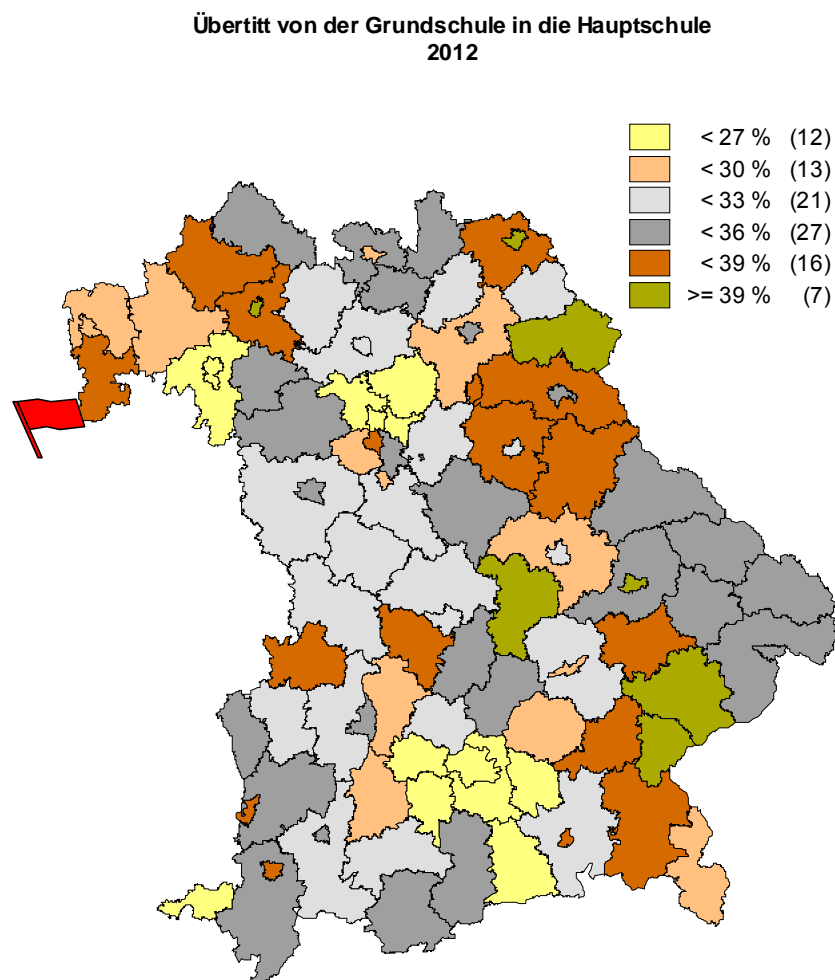 Übertitt von der Grundschule in die Hauptschule
2012
< 27 % (12)
< 30 % (13)
< 33 % (21)
< 36 % (27)
< 39 % (16)
>= 39 % (7)